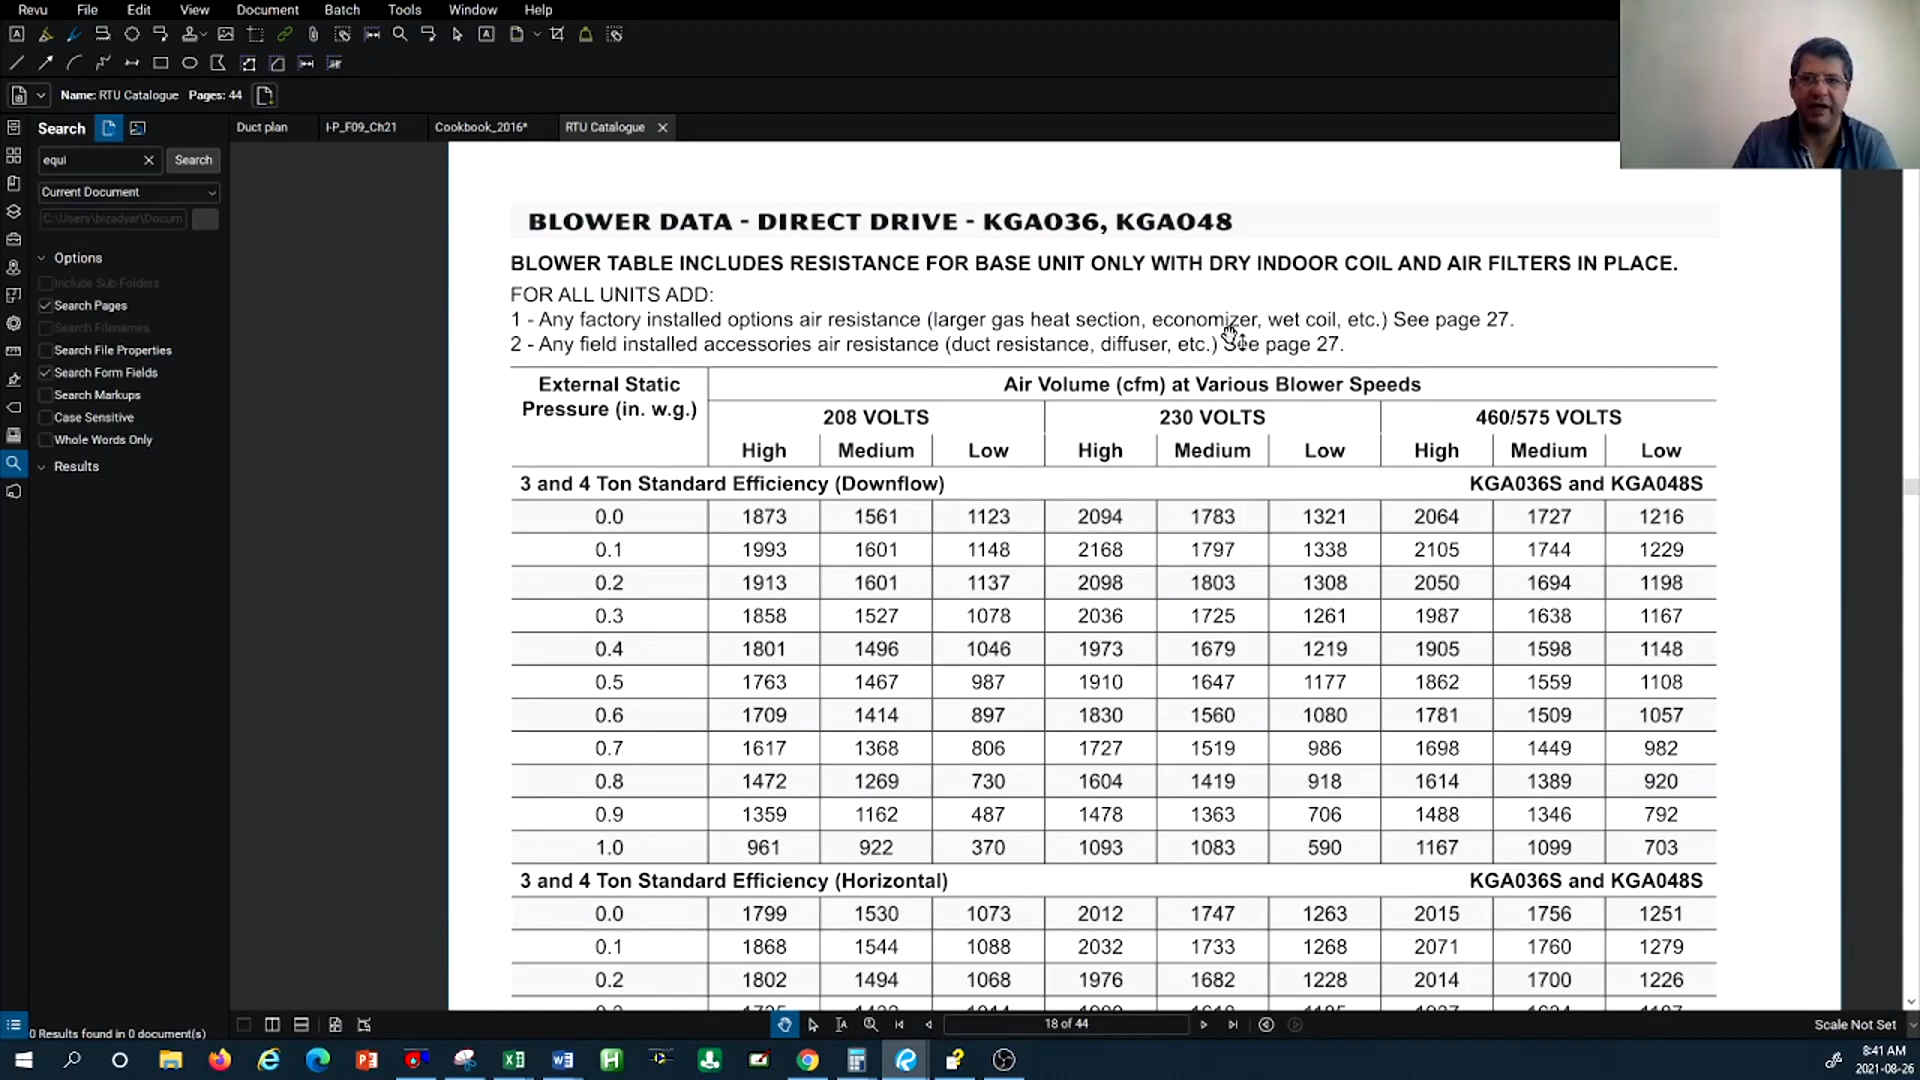 Revu File Edit View Document Batch Tools Window Help
Name: RTU Catalogue Pages: 44
Search
Duct plan I-P_F09_Ch21 Cookbook_2016* RTU Catalogue
equi Search
Current Document
C:\Users\bizadyar\Docum
Options
Include Sub-Folders
Search Pages
Search Filenames
Search File Properties
Search Form Fields
Search Markups
Case Sensitive
Whole Words Only
Results
BLOWER DATA - DIRECT DRIVE - KGA036, KGA048
BLOWER TABLE INCLUDES RESISTANCE FOR BASE UNIT ONLY WITH DRY INDOOR COIL AND AIR FILTERS IN PLACE.
FOR ALL UNITS ADD:
1 - Any factory installed options air resistance (larger gas heat section, economizer, wet coil, etc.) See page 27.
2 - Any field installed accessories air resistance (duct resistance, diffuser, etc.) See page 27.
External Static
Pressure (in. w.g.)
Air Volume (cfm) at Various Blower Speeds
208 VOLTS 230 VOLTS 460/575 VOLTS
High Medium Low High Medium Low High Medium Low
3 and 4 Ton Standard Efficiency (Downflow) KGA036S and KGA048S
0.0 1873 1561 1123 2094 1783 1321 2064 1727 1216
0.1 1993 1601 1148 2168 1797 1338 2105 1744 1229
0.2 1913 1601 1137 2098 1803 1308 2050 1694 1198
0.3 1858 1527 1078 2036 1725 1261 1987 1638 1167
0.4 1801 1496 1046 1973 1679 1219 1905 1598 1148
0.5 1763 1467 987 1910 1647 1177 1862 1559 1108
0.6 1709 1414 897 1830 1560 1080 1781 1509 1057
0.7 1617 1368 806 1727 1519 986 1698 1449 982
0.8 1472 1269 730 1604 1419 918 1614 1389 920
0.9 1359 1162 487 1478 1363 706 1488 1346 792
1.0 961 922 370 1093 1083 590 1167 1099 703
3 and 4 Ton Standard Efficiency (Horizontal) KGA036S and KGA048S
0.0 1799 1530 1073 2012 1747 1263 2015 1756 1251
0.1 1868 1544 1088 2032 1733 1268 2071 1760 1279
0.2 1802 1494 1068 1976 1682 1228 2014 1700 1226
0 Results found in 0 document(s)
18 of 44
Scale Not Set
8:41 AM
2021-08-26